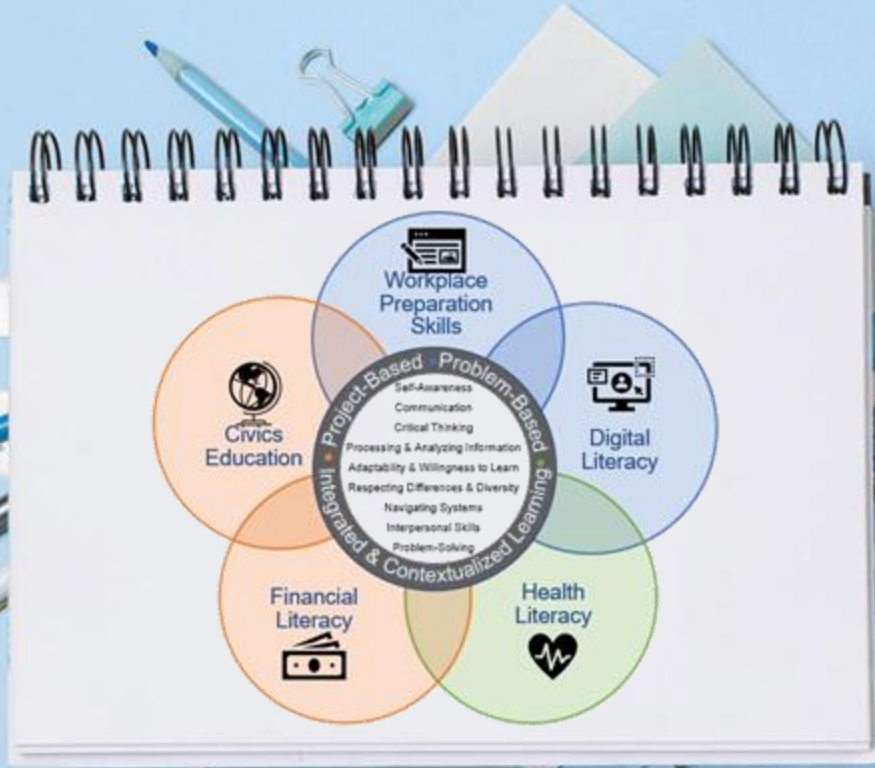 Workplace
Preparation
Skills
Civics
Education
Digital
Literacy
Financial
Literacy
Health
Literacy
Project-Based • Problem-Based
• Integrated & Contextualized Learning •
Self-Awareness
Communication
Critical Thinking
Processing & Analyzing Information
Adaptability & Willingness to Learn
Respecting Differences & Diversity
Navigating Systems
Interpersonal Skills
Problem-Solving